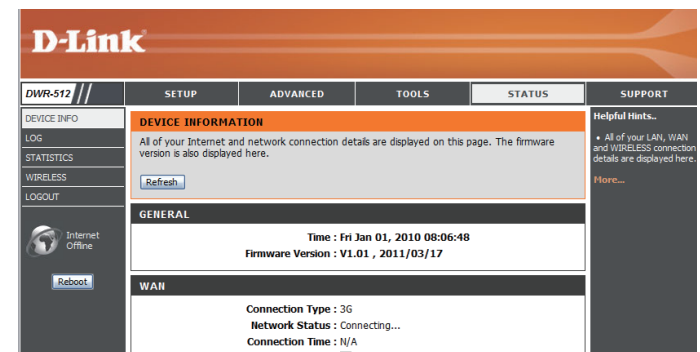 D-Link
DWR-512 // SETUP ADVANCED TOOLS STATUS SUPPORT
DEVICE INFO
LOG
STATISTICS
WIRELESS
LOGOUT
Internet
Offline
Reboot
DEVICE INFORMATION
All of your Internet and network connection details are displayed on this page. The firmware
version is also displayed here.
Refresh
GENERAL
Time : Fri Jan 01, 2010 08:06:48
Firmware Version : V1.01 , 2011/03/17
WAN
Connection Type : 3G
Network Status : Connecting...
Connection Time : N/A
Helpful Hints..
• All of your LAN, WAN
and WIRELESS connection
details are displayed here.
More...